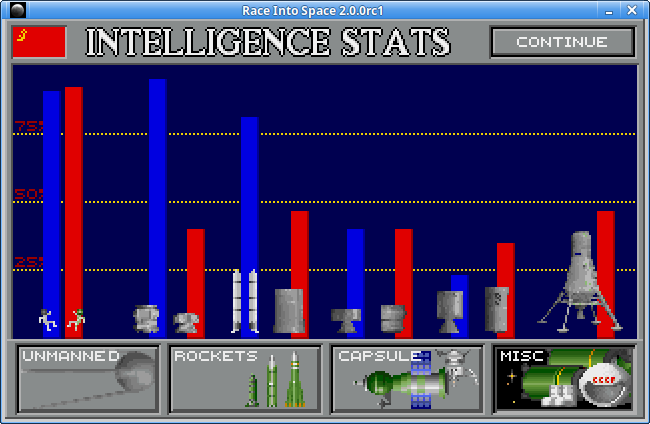 Race Into Space 2.0.0rc1
INTELLIGENCE STATS
CONTINUE
75%
50%
25%
UNMANNED
ROCKETS
CAPSULE
MISC
CCCP